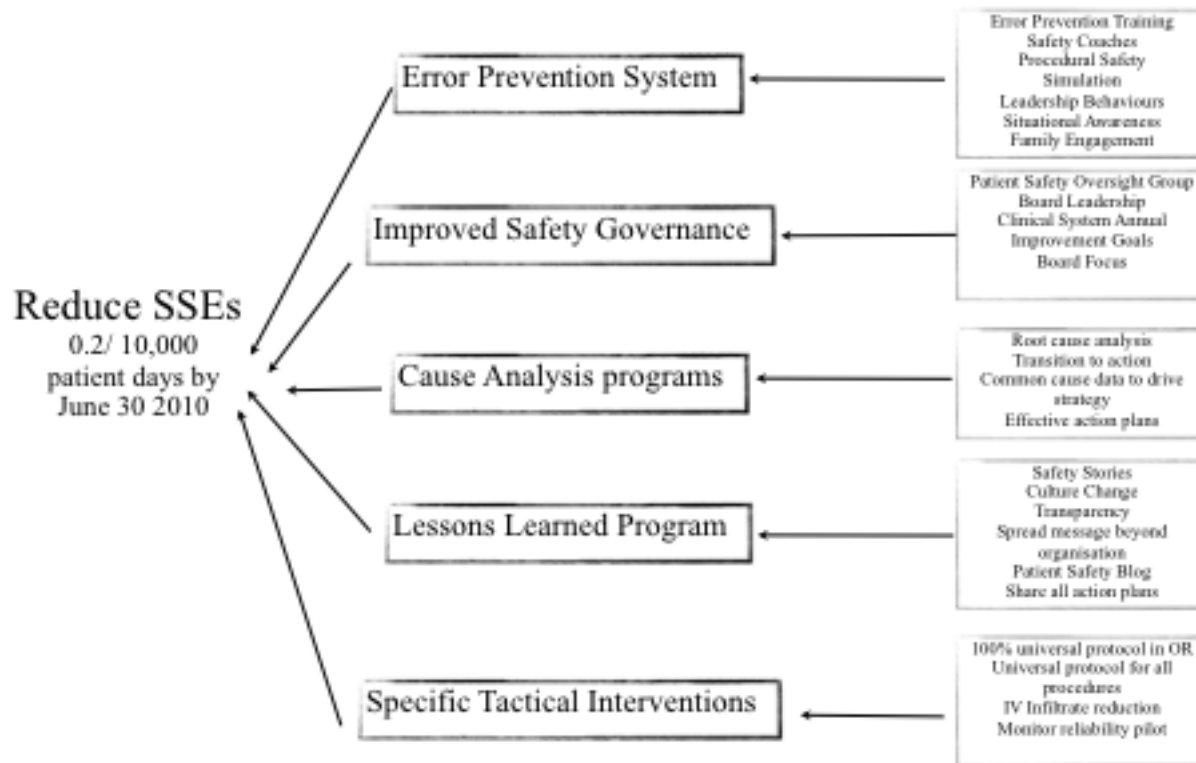 Error Prevention System
Error Prevention Training
Safety Coaches
Procedural Safety
Simulation
Leadership Behaviours
Situational Awareness
Family Engagement
Improved Safety Governance
Patient Safety Oversight Group
Board Leadership
Clinical System Annual
Improvement Goals
Board Focus
Reduce SSEs
0.2/ 10,000
patient days by
June 30 2010
Cause Analysis programs
Root cause analysis
Transition to action
Common cause data to drive
strategy
Effective action plans
Lessons Learned Program
Safety Stories
Culture Change
Transparency
Spread message beyond
organisation
Patient Safety Blog
Share all action plans
Specific Tactical Interventions
100% universal protocol in OR
Universal protocol for all
procedures
IV Infiltrate reduction
Monitor reliability pilot